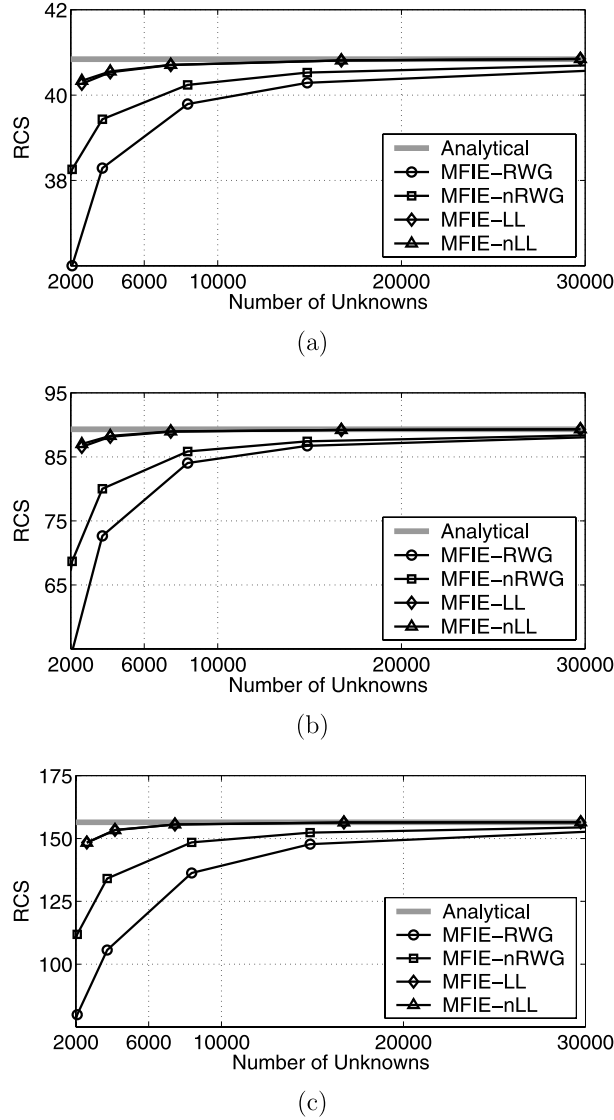 42
40
38
RCS
Analytical
MFIE−RWG
MFIE−nRWG
MFIE−LL
MFIE−nLL
2000 6000 10000 20000 30000
Number of Unknowns
(a)
95
85
75
65
RCS
Analytical
MFIE−RWG
MFIE−nRWG
MFIE−LL
MFIE−nLL
2000 6000 10000 20000 30000
Number of Unknowns
(b)
175
150
125
100
RCS
Analytical
MFIE−RWG
MFIE−nRWG
MFIE−LL
MFIE−nLL
2000 6000 10000 20000 30000
Number of Unknowns
(c)